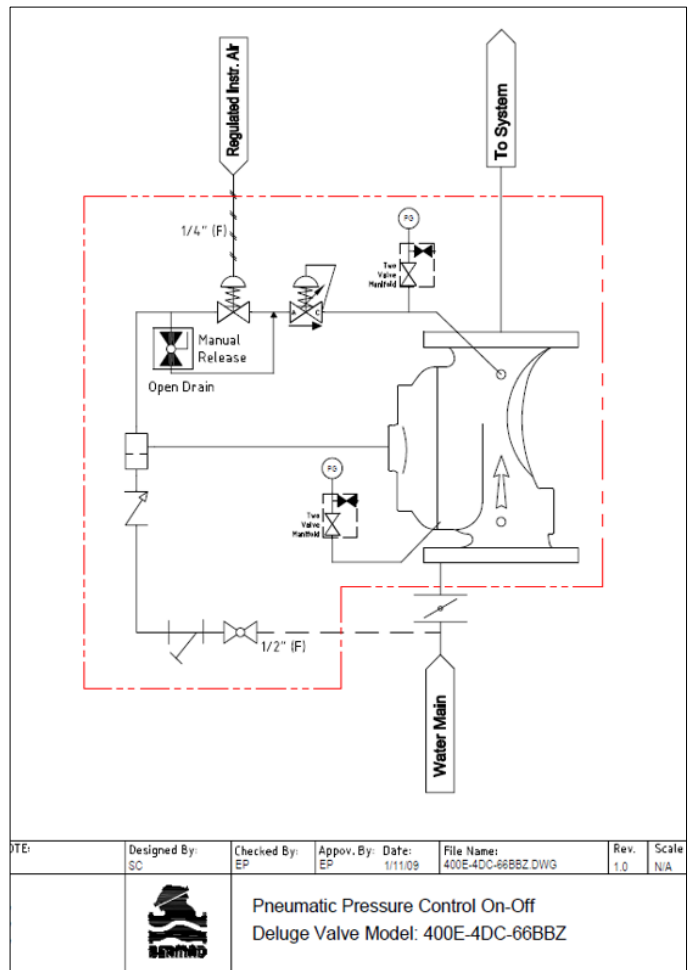 Regulated Instr. Air
To System
1/4" (F)
PG
Two
Valve
Manifold
A
C
Manual
Release
Open Drain
PG
Two
Valve
Manifold
1/2" (F)
Water Main
OTE:
Designed By:
SC
Checked By:
EP
Appov. By:
EP
Date:
1/11/09
File Name:
400E-4DC-66BBZ.DWG
Rev.
1.0
Scale
N/A
BERMAD
Pneumatic Pressure Control On-Off
Deluge Valve Model: 400E-4DC-66BBZ